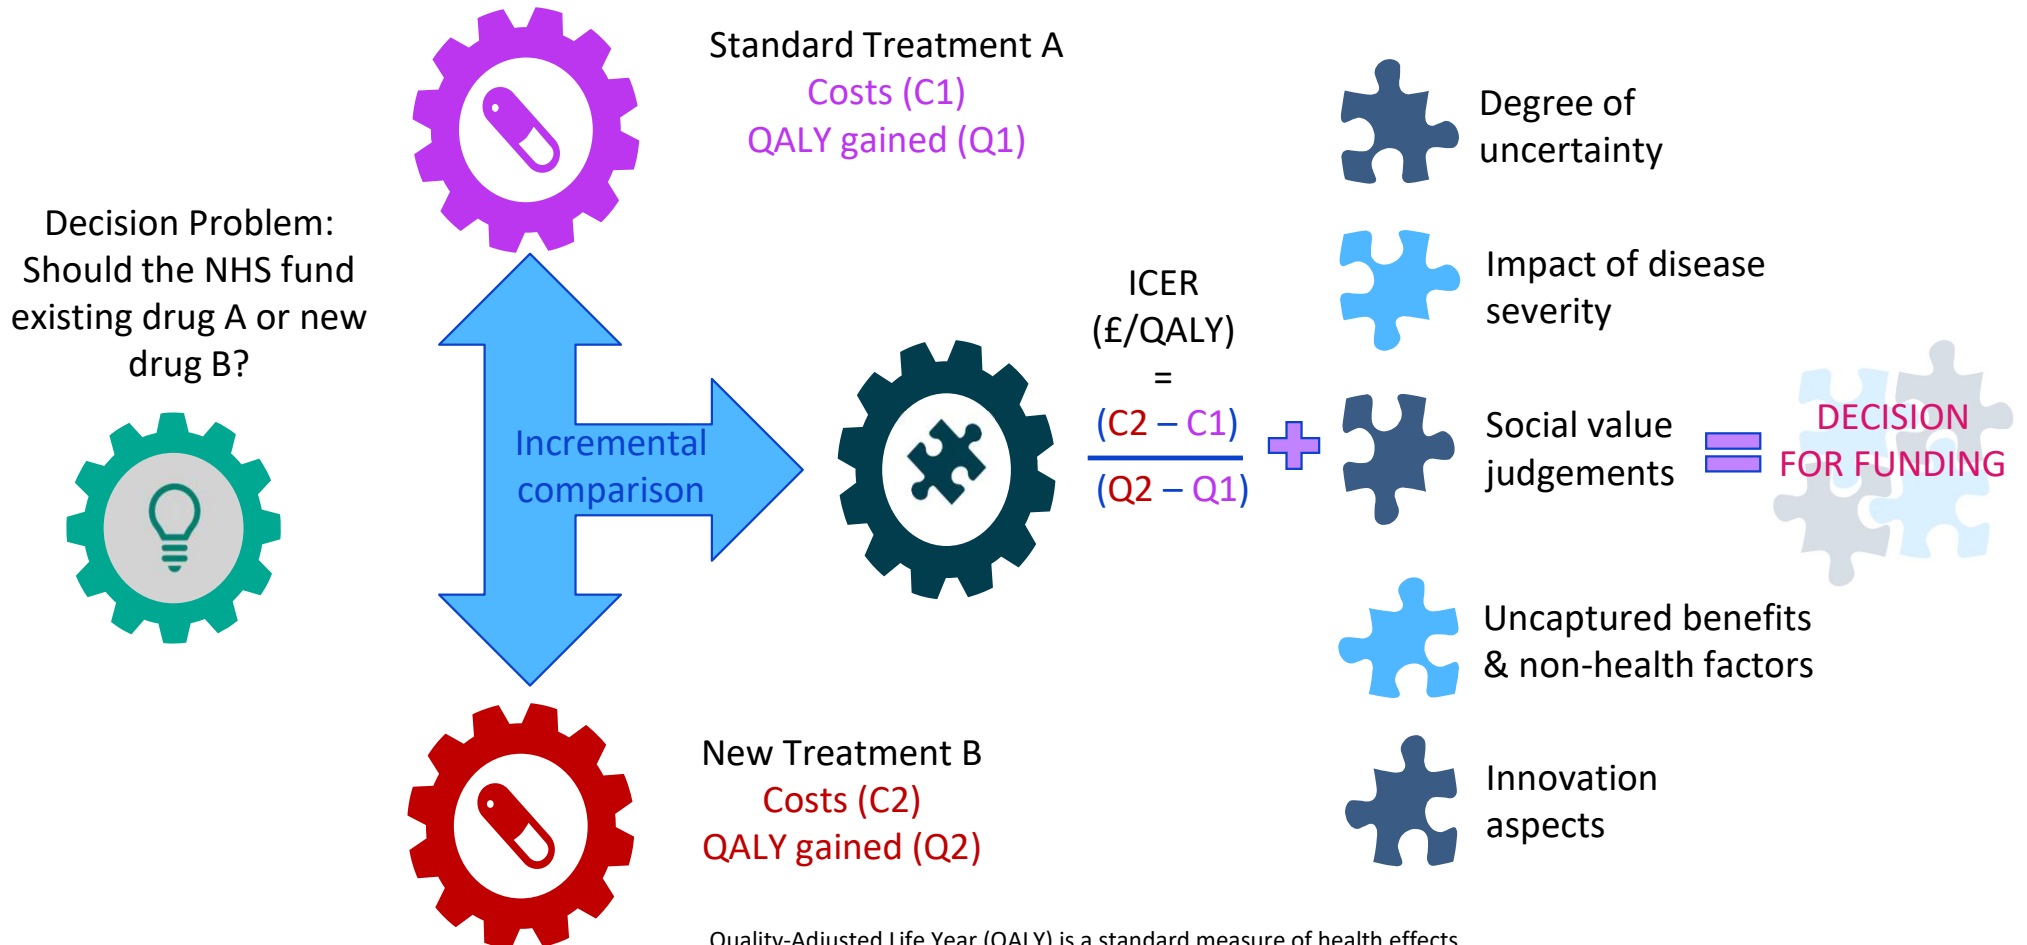 Decision Problem:
Should the NHS fund
existing drug A or new
drug B?
Standard Treatment A
Costs (C1)
QALY gained (Q1)
Incremental
comparison
New Treatment B
Costs (C2)
QALY gained (Q2)
ICER
(£/QALY)
=
(C2 – C1)
(Q2 – Q1)
Degree of
uncertainty
Impact of disease
severity
Social value
judgements
Uncaptured benefits
& non-health factors
Innovation
aspects
DECISION
FOR FUNDING
Quality-Adjusted Life Year (QALY) is a standard measure of health effects